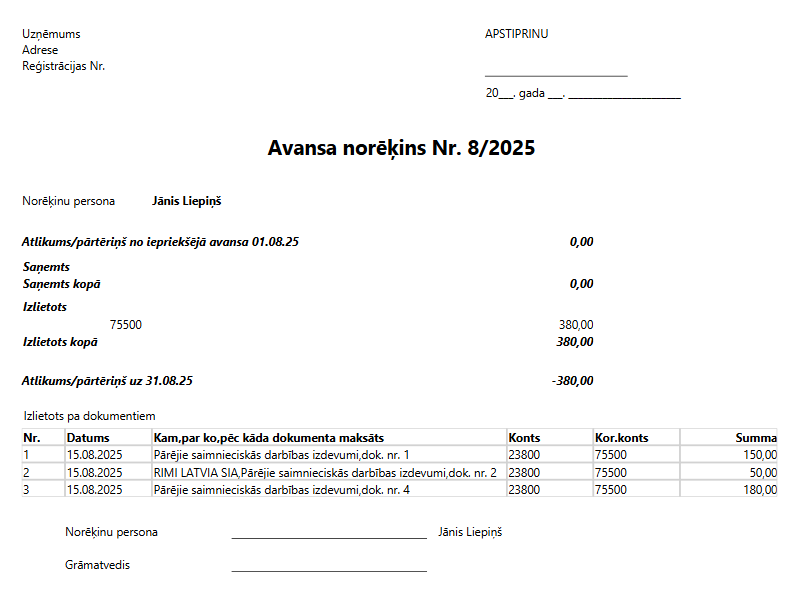 Uzņēmums
Adrese
Reģistrācijas Nr.
APSTIPRINU
20___. gada ___. ____________________
Avansa norēķins Nr. 8/2025
Norēķinu persona Jānis Liepiņš
Atlikums/pārtēriņš no iepriekšējā avansa 01.08.25 0,00
Saņemts
Saņemts kopā 0,00
Izlietots
75500 380,00
Izlietots kopā 380,00
Atlikums/pārtēriņš uz 31.08.25 -380,00
Izlietots pa dokumentiem
Nr. Datums Kam,par ko,pēc kāda dokumenta maksāts Konts Kor.konts Summa
1 15.08.2025 Pārējie saimnieciskās darbības izdevumi,dok. nr. 1 23800 75500 150,00
2 15.08.2025 RIMI LATVIA SIA,Pārējie saimnieciskās darbības izdevumi,dok. nr. 2 23800 75500 50,00
3 15.08.2025 Pārējie saimnieciskās darbības izdevumi,dok. nr. 4 23800 75500 180,00
Norēķinu persona Jānis Liepiņš
Grāmatvedis